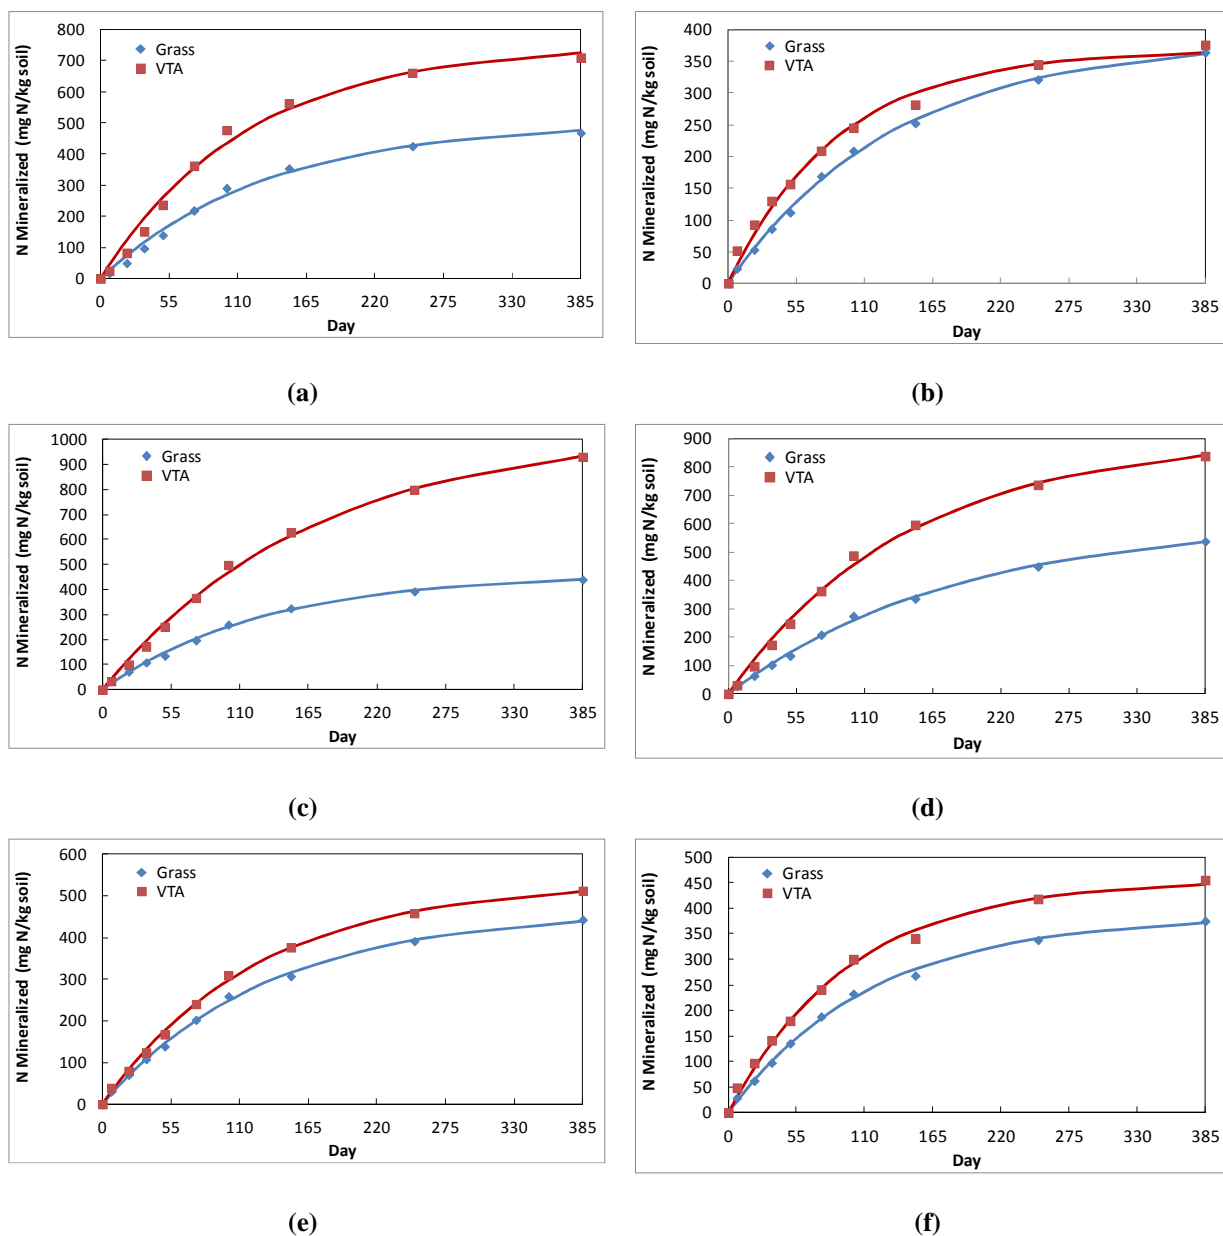 800
700
600
500
400
300
200
100
0
N Mineralized (mg N/kg soil)
Grass
VTA
0 55 110 165 220 275 330 385
Day
(a)
400
350
300
250
200
150
100
50
0
N Mineralized (mg N/kg soil)
Grass
VTA
0 55 110 165 220 275 330 385
Day
(b)
1000
900
800
700
600
500
400
300
200
100
0
N Mineralized (mg N/kg soil)
Grass
VTA
0 55 110 165 220 275 330 385
Day
(c)
900
800
700
600
500
400
300
200
100
0
N Mineralized (mg N/kg soil)
Grass
VTA
0 55 110 165 220 275 330 385
Day
(d)
600
500
400
300
200
100
0
N Mineralized (mg N/kg soil)
Grass
VTA
0 55 110 165 220 275 330 385
Day
(e)
500
450
400
350
300
250
200
150
100
50
0
N Mineralized (mg N/kg soil)
Grass
VTA
0 55 110 165 220 275 330 385
Day
(f)